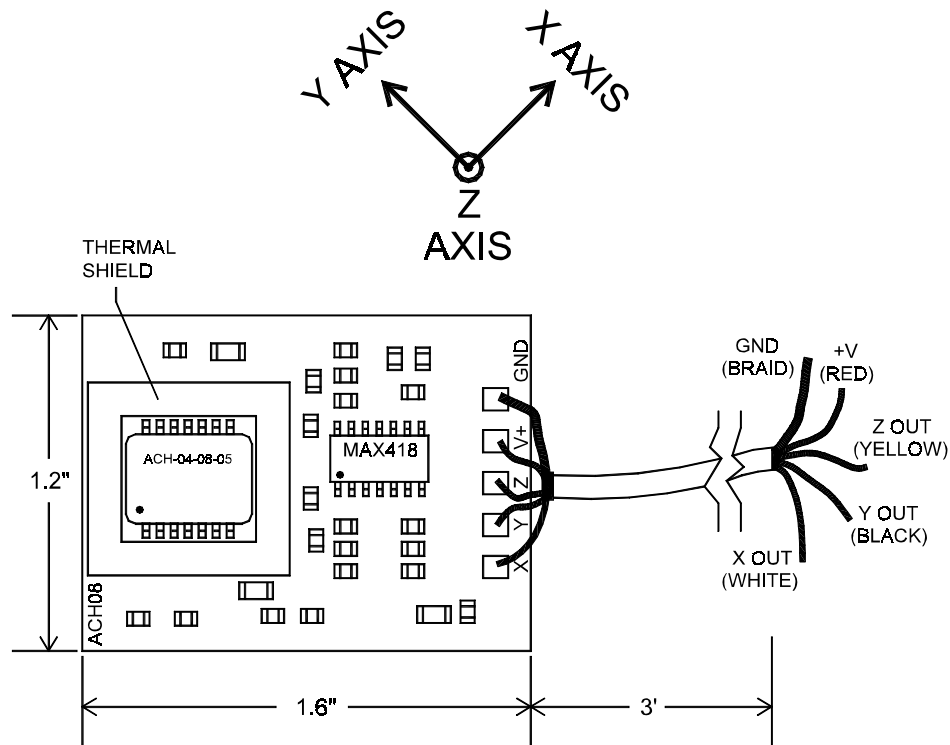 Y AXIS
X AXIS
Z
AXIS
THERMAL
SHIELD
GND
V+
Z
Y
X
MAX418
ACH-04-08-05
ACH08
GND
(BRAID)
+V
(RED)
Z OUT
(YELLOW)
Y OUT
(BLACK)
X OUT
(WHITE)
1.2"
1.6"
3'